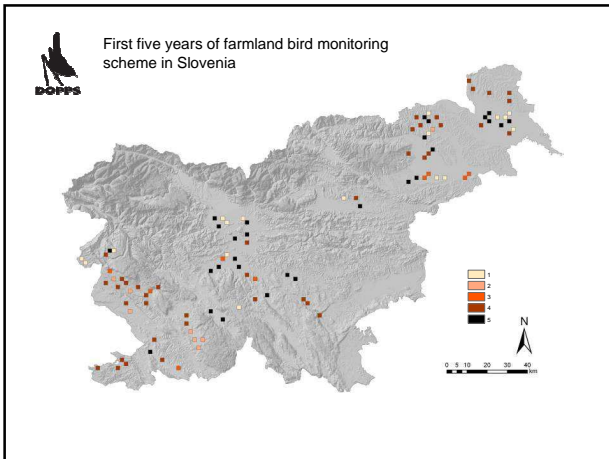 First five years of farmland bird monitoring
scheme in Slovenia
DOPPS
1
2
3
4
5
N
0 5 10 20 30 40
km